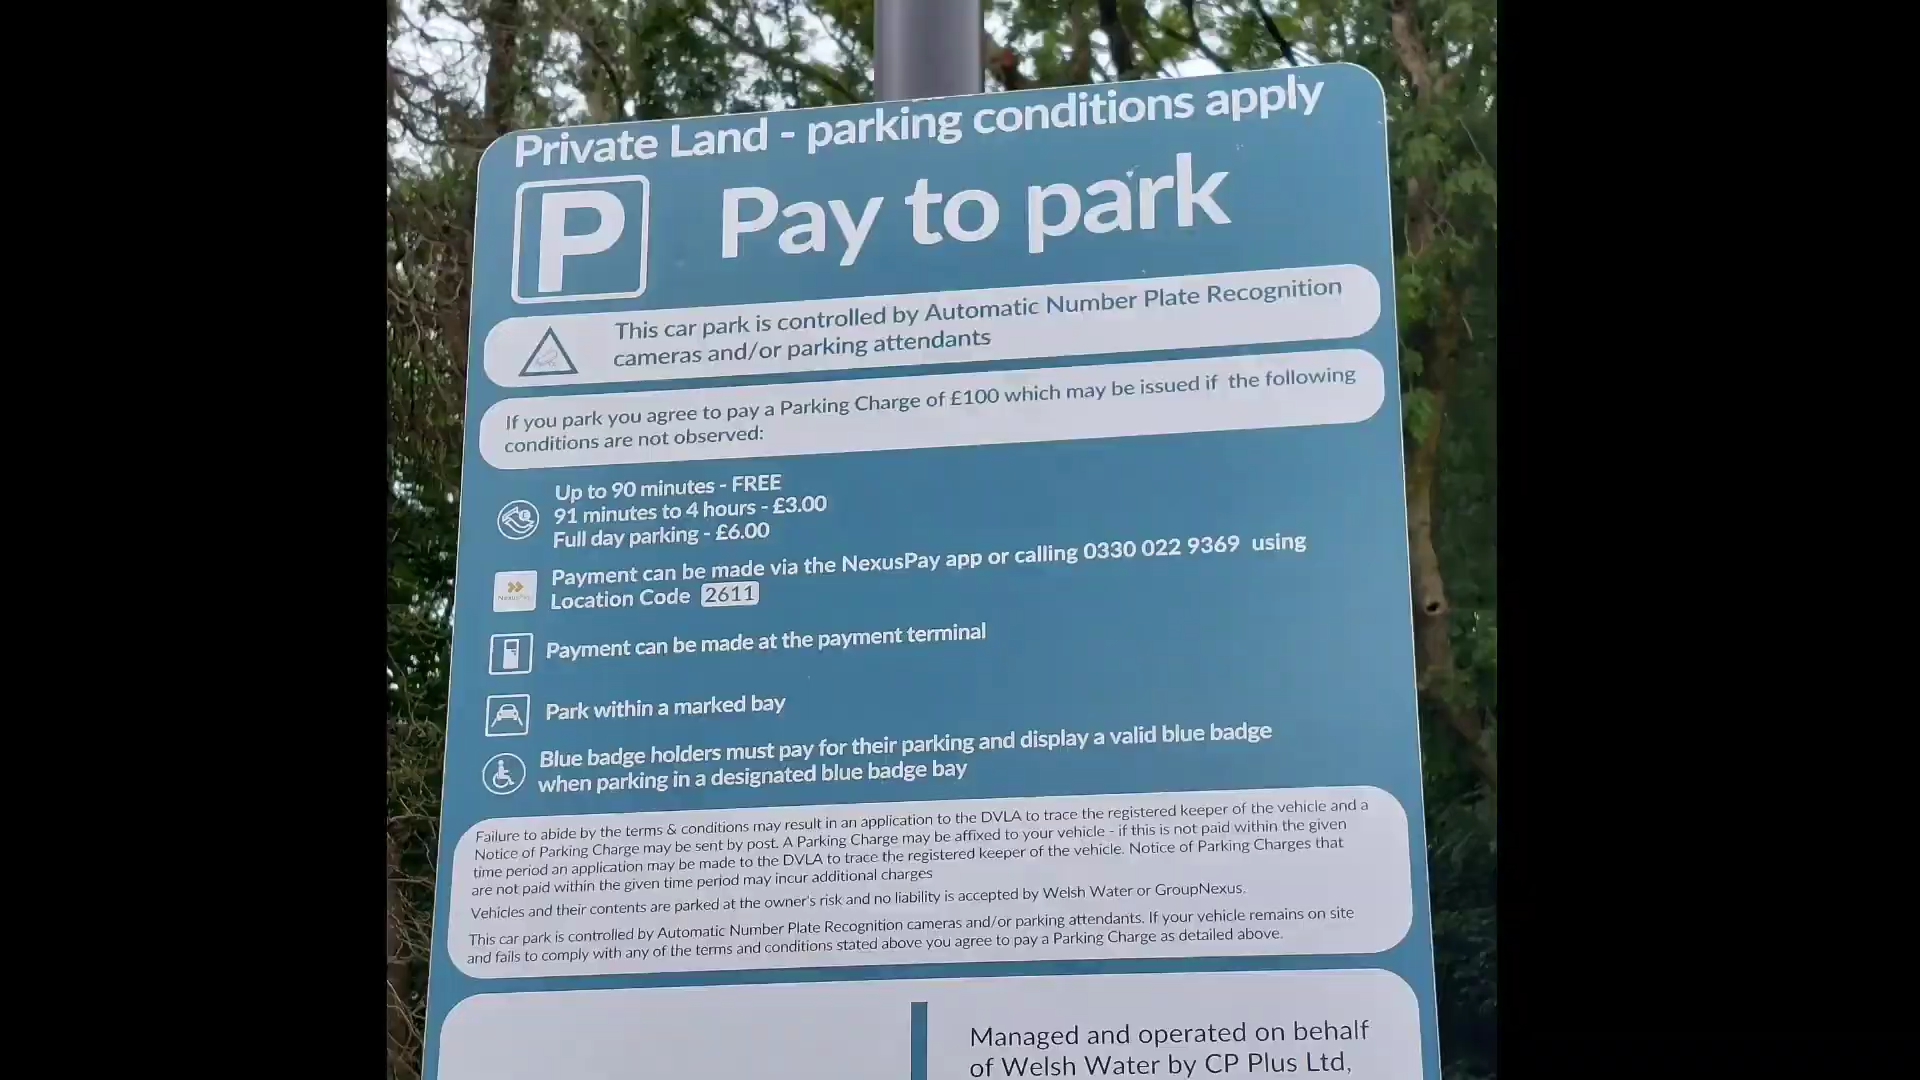 Private Land - parking conditions apply
P
Pay to park
This car park is controlled by Automatic Number Plate Recognition
cameras and/or parking attendants
If you park you agree to pay a Parking Charge of £100 which may be issued if the following
conditions are not observed:
Up to 90 minutes - FREE
91 minutes to 4 hours - £3.00
Full day parking - £6.00
Payment can be made via the NexusPay app or calling 0330 022 9369 using
Location Code 2611
Payment can be made at the payment terminal
Park within a marked bay
Blue badge holders must pay for their parking and display a valid blue badge
when parking in a designated blue badge bay
Failure to abide by the terms & conditions may result in an application to the DVLA to trace the registered keeper of the vehicle and a
Notice of Parking Charge may be sent by post. A Parking Charge may be affixed to your vehicle - if this is not paid within the given
time period an application may be made to the DVLA to trace the registered keeper of the vehicle. Notice of Parking Charges that
are not paid within the given time period may incur additional charges
Vehicles and their contents are parked at the owner's risk and no liability is accepted by Welsh Water or GroupNexus.
This car park is controlled by Automatic Number Plate Recognition cameras and/or parking attendants. If your vehicle remains on site
and fails to comply with any of the terms and conditions stated above you agree to pay a Parking Charge as detailed above.
Managed and operated on behalf
of Welsh Water by CP Plus Ltd,